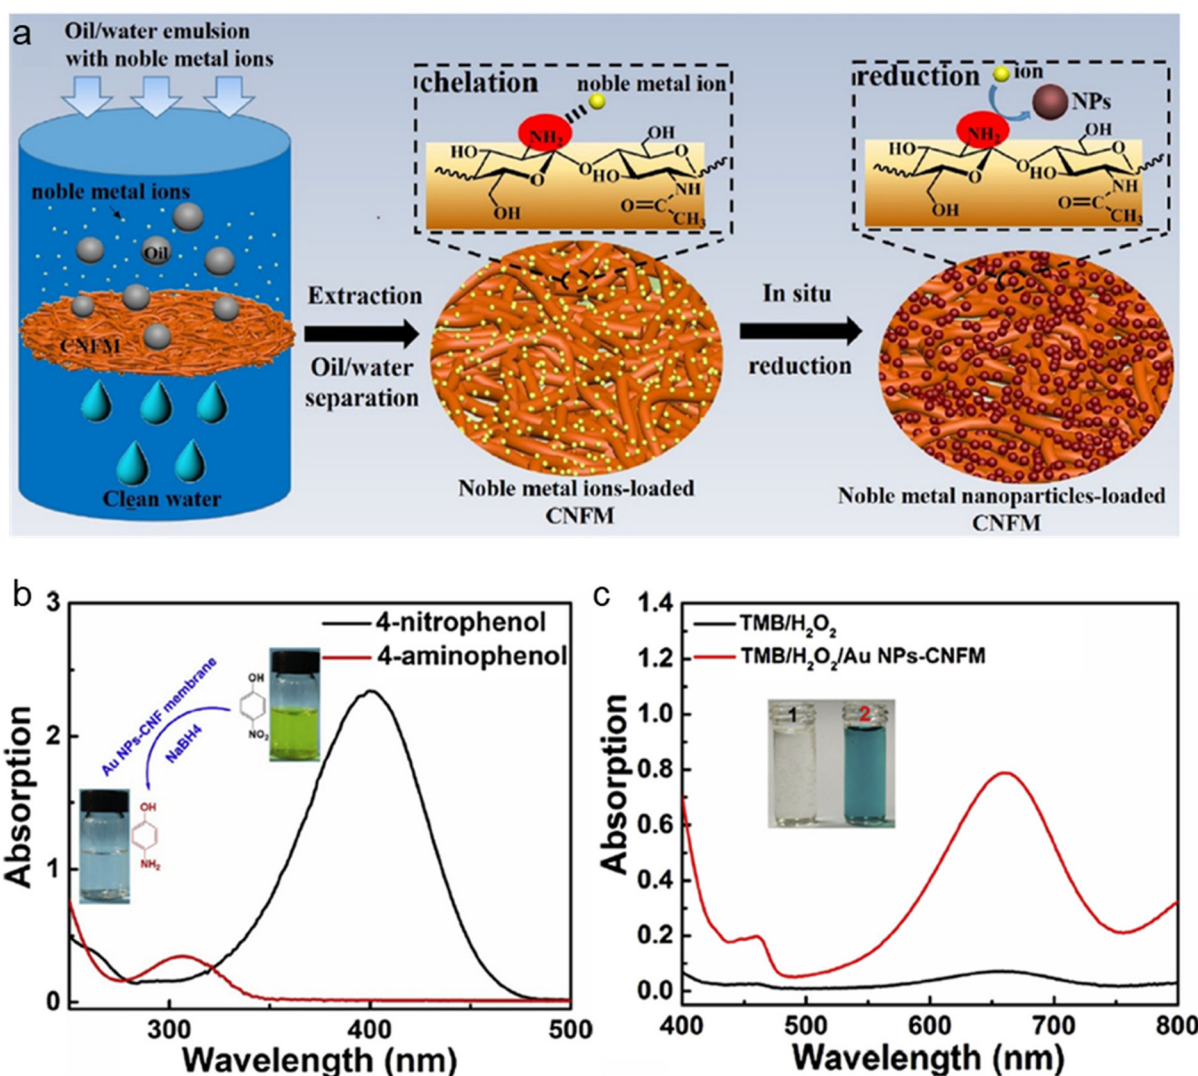 a
Oil/water emulsion
with noble metal ions
noble metal ions
Oil
CNFM
Clean water
Extraction
Oil/water
separation
chelation
noble metal ion
NH₂
HO
O
OH
O
OH
HO
O
NH
O=C
CH₃
Noble metal ions-loaded
CNFM
In situ
reduction
reduction
ion
NPs
NH₂
HO
O
OH
O
OH
HO
O
NH
O=C
CH₃
Noble metal nanoparticles-loaded
CNFM
b
3
2
1
0
Absorption
4-nitrophenol
4-aminophenol
Au NPs-CNF membrane
NaBH4
OH
NO₂
OH
NH₂
300
400
500
Wavelength (nm)
c
1.4
1.2
1.0
0.8
0.6
0.4
0.2
0.0
Absorption
TMB/H₂O₂
TMB/H₂O₂/Au NPs-CNFM
1
2
400
500
600
700
800
Wavelength (nm)